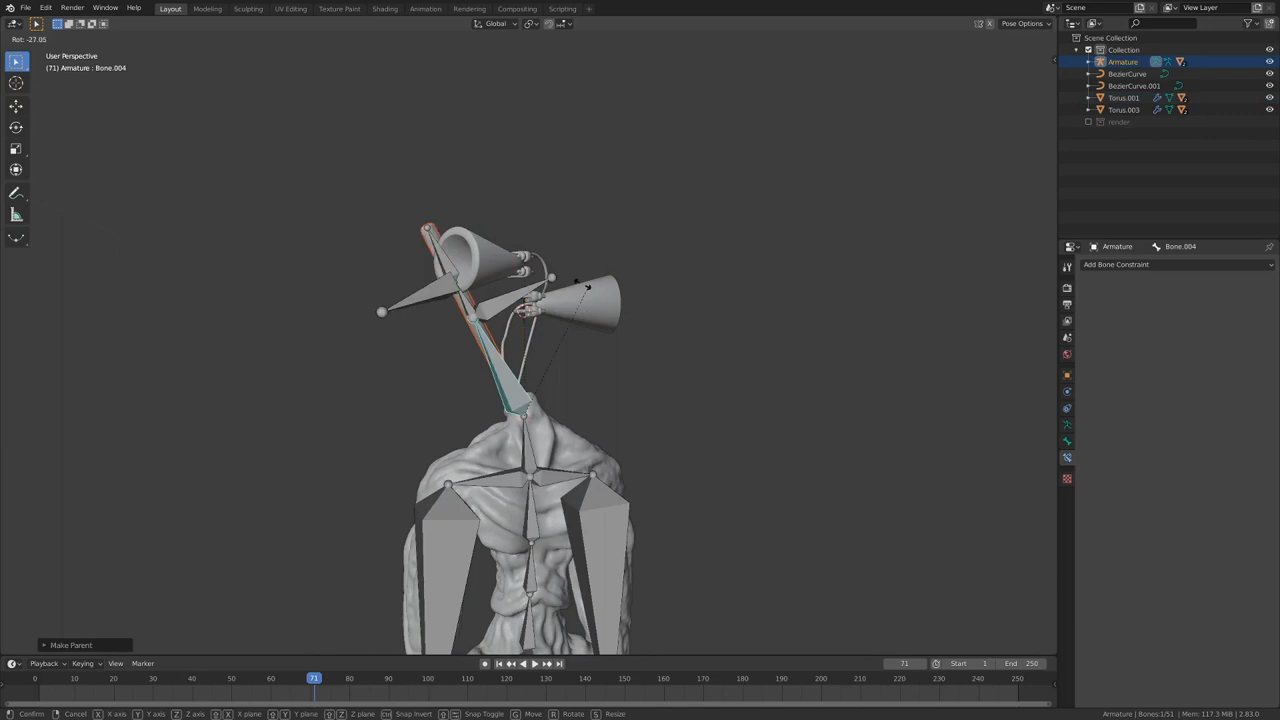 File Edit Render Window Help Layout Modeling Sculpting UV Editing Texture Paint Shading Animation Rendering Compositing Scripting + Scene View Layer
Global Pose Options
Rot: -27.05
User Perspective
(71) Armature : Bone.004
Scene Collection
Collection
Armature
BezierCurve
BezierCurve.001
Torus.001
Torus.003
render
Armature Bone.004
Add Bone Constraint
Make Parent
Playback Keying View Marker 71 Start 1 End 250
0 10 20 30 40 50 60 71 80 90 100 110 120 130 140 150 160 170 180 190 200 210 220 230 240 250
Confirm Cancel X X axis Y Y axis Z Z axis X X plane Y Y plane Z Z plane Snap Invert Snap Toggle G Move R Rotate S Resize Armature | Bones:1/51 | Mem: 117.3 MiB | 2.83.0